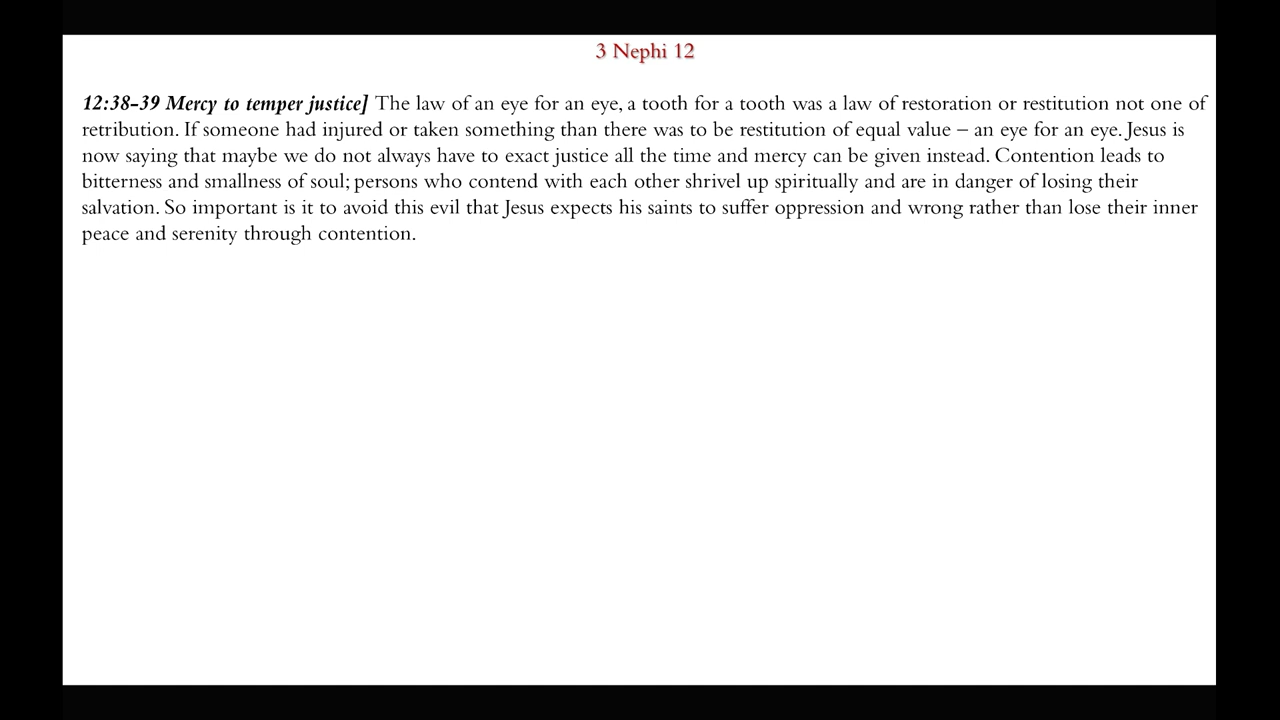 3 Nephi 12
12:38-39 Mercy to temper justice] The law of an eye for an eye, a tooth for a tooth was a law of restoration or restitution not one of
retribution. If someone had injured or taken something than there was to be restitution of equal value – an eye for an eye. Jesus is
now saying that maybe we do not always have to exact justice all the time and mercy can be given instead. Contention leads to
bitterness and smallness of soul; persons who contend with each other shrivel up spiritually and are in danger of losing their
salvation. So important is it to avoid this evil that Jesus expects his saints to suffer oppression and wrong rather than lose their inner
peace and serenity through contention.